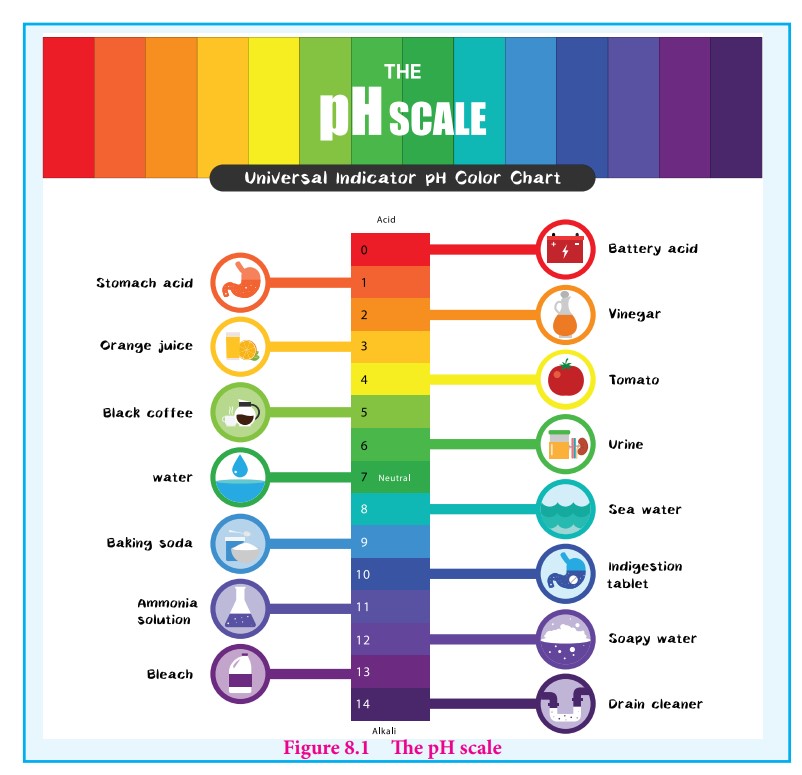 THE
pH SCALE
Universal Indicator pH Color Chart
Acid
0
Battery acid
Stomach acid
1
2
Vinegar
Orange juice
3
4
Tomato
Black coffee
5
6
Urine
water
7 Neutral
8
Sea water
Baking soda
9
10
Indigestion
tablet
Ammonia
solution
11
12
Soapy water
Bleach
13
14
Drain cleaner
Alkali
Figure 8.1 The pH scale